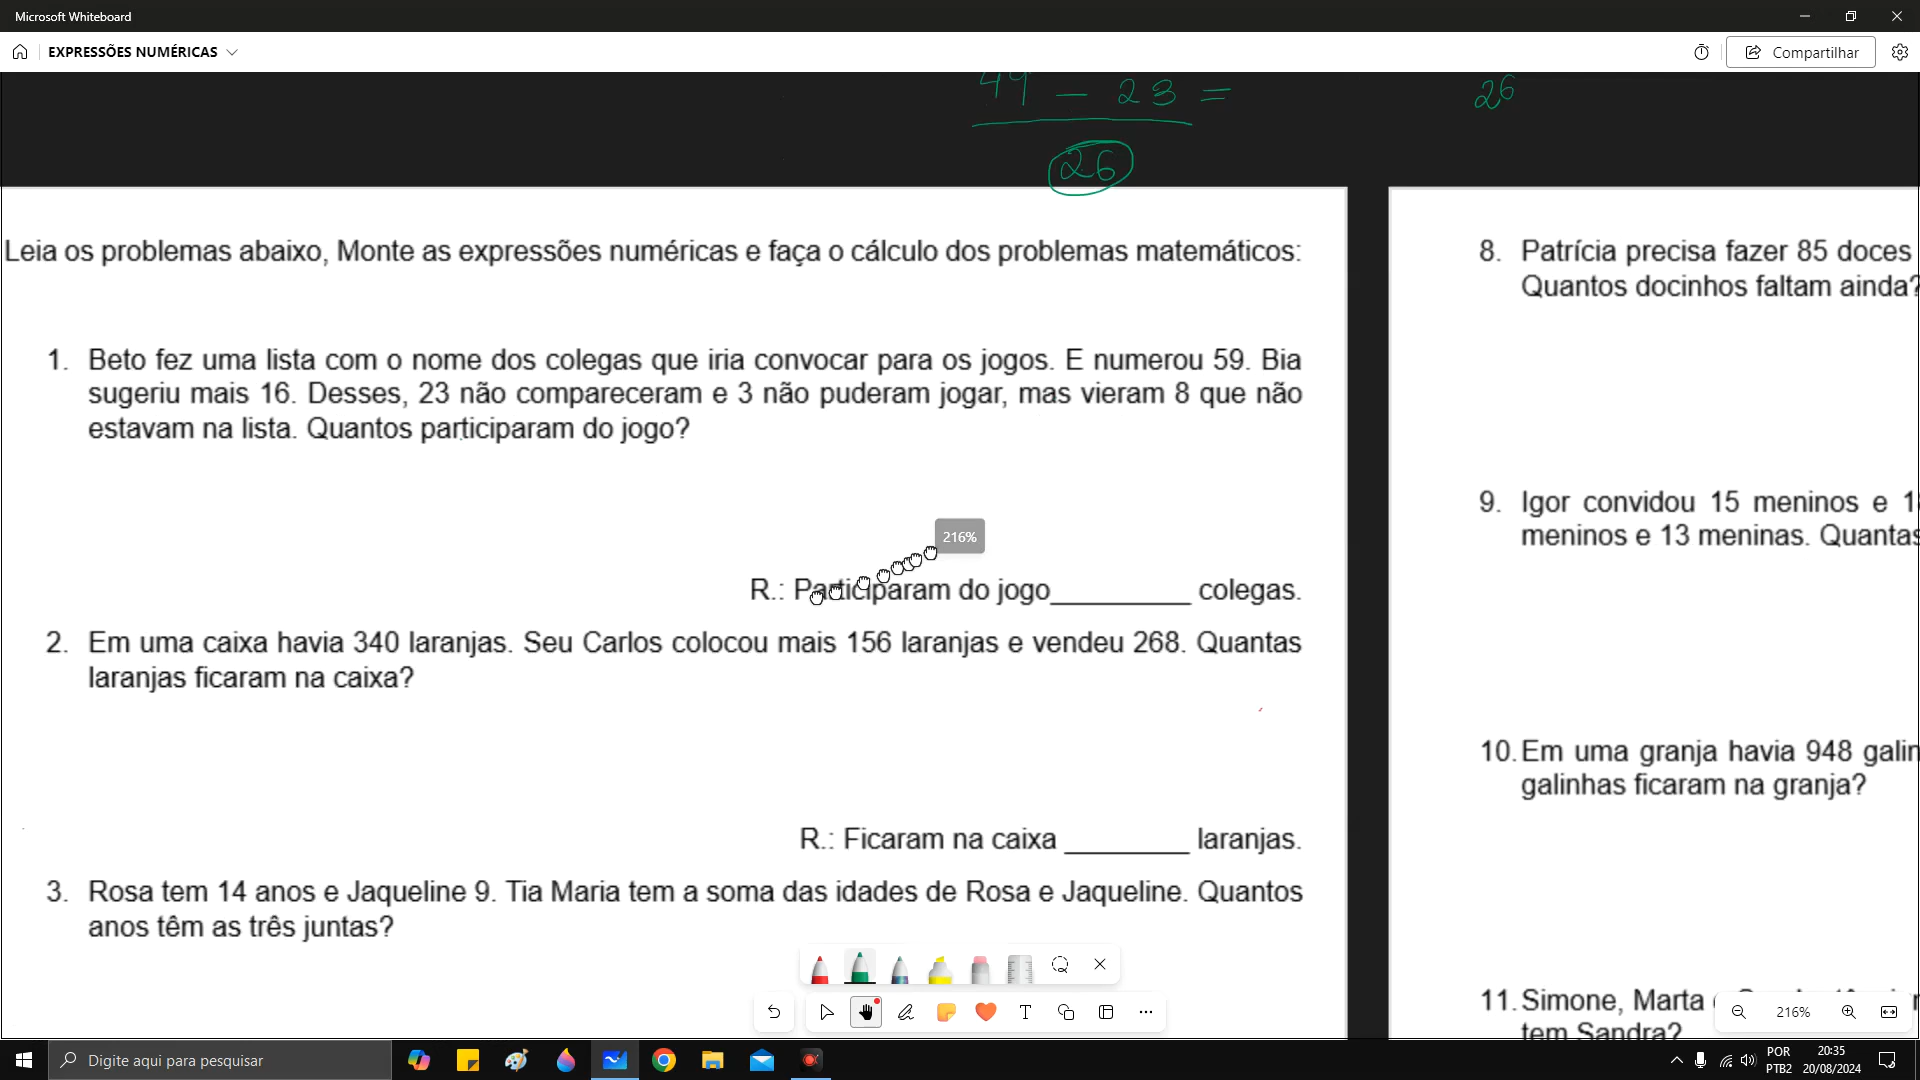 Microsoft Whiteboard
EXPRESSÕES NUMÉRICAS
Compartilhar
49 - 23 =
26
26
Leia os problemas abaixo, Monte as expressões numéricas e faça o cálculo dos problemas matemáticos:
1. Beto fez uma lista com o nome dos colegas que iria convocar para os jogos. E numerou 59. Bia
sugeriu mais 16. Desses, 23 não compareceram e 3 não puderam jogar, mas vieram 8 que não
estavam na lista. Quantos participaram do jogo?
216%
R.: Participaram do jogo_________ colegas.
2. Em uma caixa havia 340 laranjas. Seu Carlos colocou mais 156 laranjas e vendeu 268. Quantas
laranjas ficaram na caixa?
R.: Ficaram na caixa ________ laranjas.
3. Rosa tem 14 anos e Jaqueline 9. Tia Maria tem a soma das idades de Rosa e Jaqueline. Quantos
anos têm as três juntas?
8. Patrícia precisa fazer 85 doces
Quantos docinhos faltam ainda?
9. Igor convidou 15 meninos e 1
meninos e 13 meninas. Quantas
10. Em uma granja havia 948 galin
galinhas ficaram na granja?
11. Simone, Marta
tem Sandra?
216%
Digite aqui para pesquisar
POR
PTB2
20:35
20/08/2024